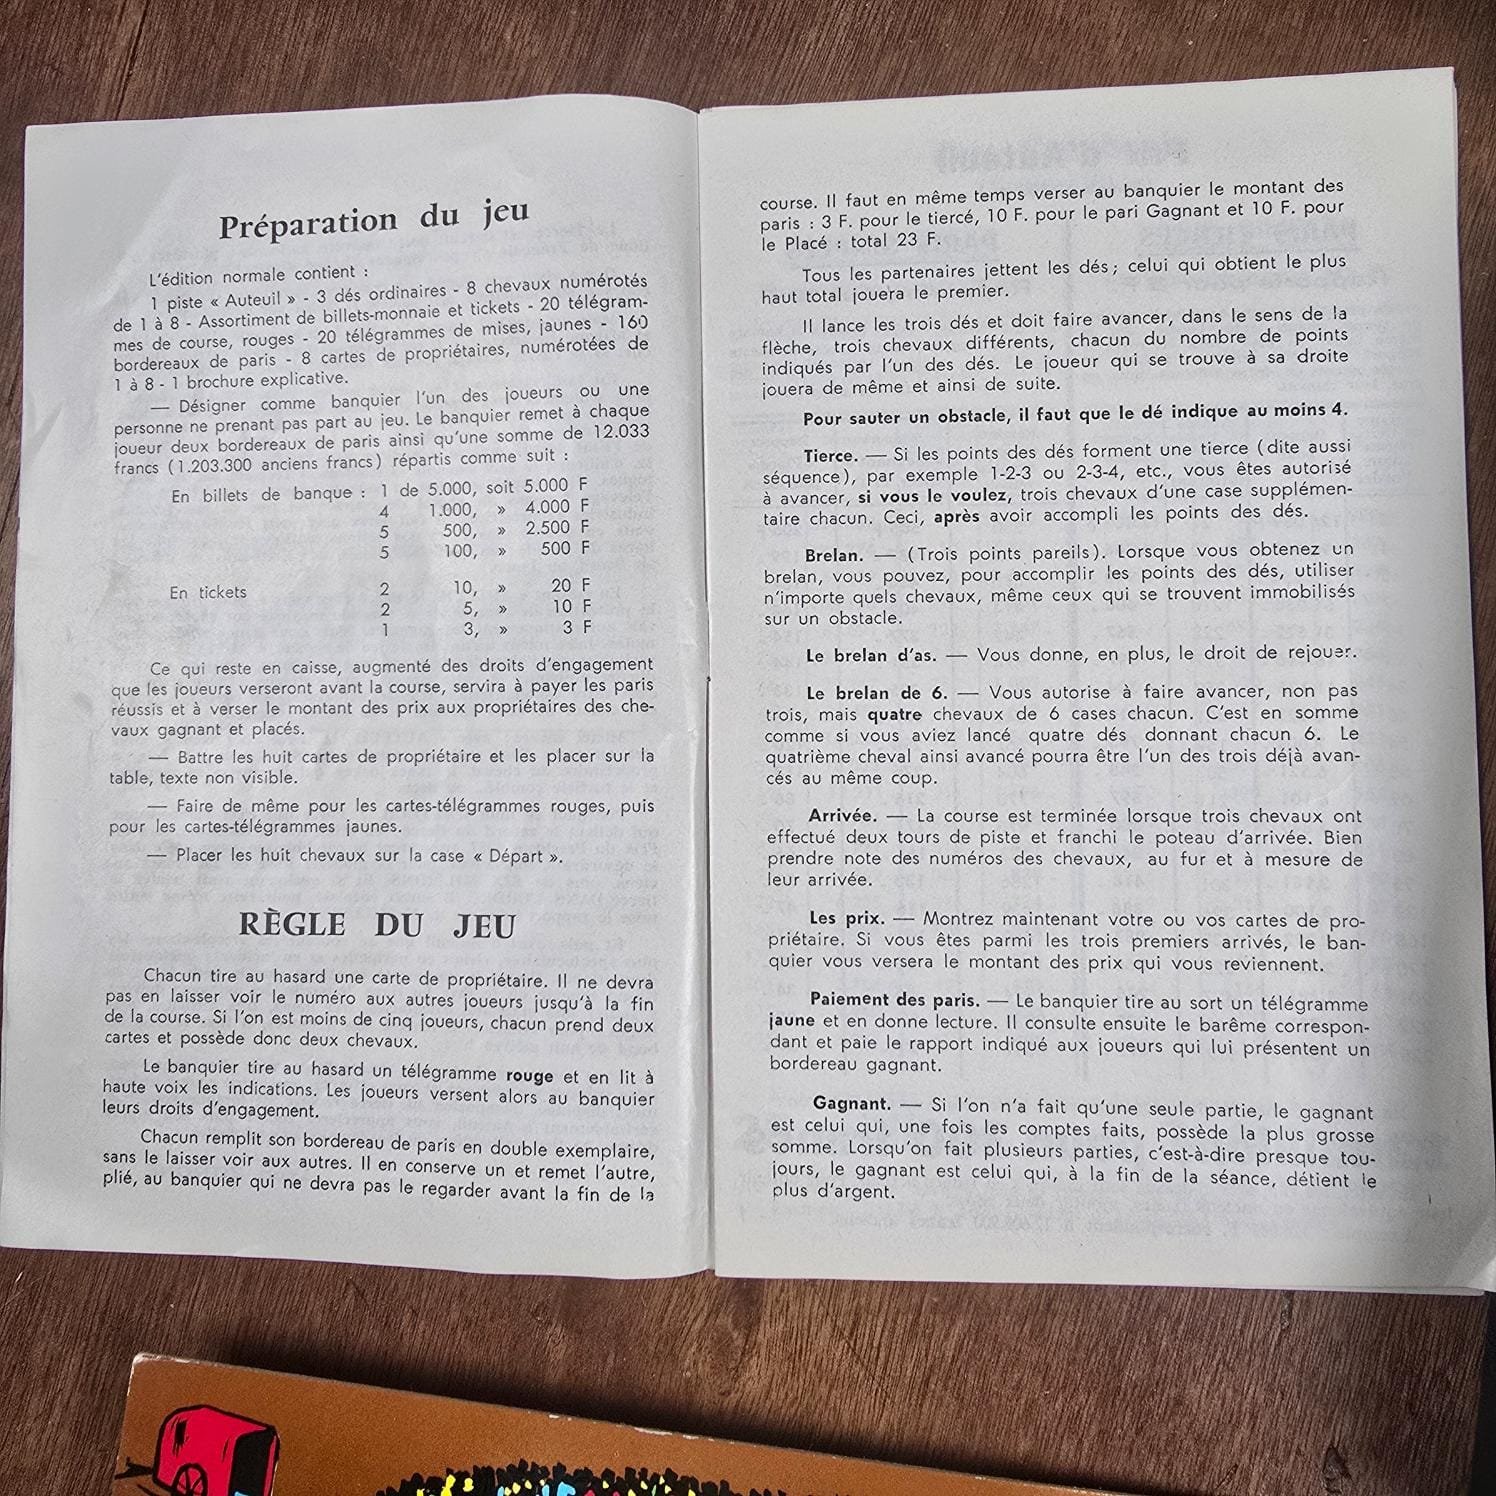 Préparation du jeu
L'édition normale contient :
1 piste « Auteuil » - 3 dés ordinaires - 8 chevaux numérotés
de 1 à 8 - Assortiment de billets-monnaie et tickets - 20 télégram-
mes de course, rouges - 20 télégrammes de mises, jaunes - 160
bordereaux de paris - 8 cartes de propriétaires, numérotées de
1 à 8 - 1 brochure explicative.
— Désigner comme banquier l'un des joueurs ou une
personne ne prenant pas part au jeu. Le banquier remet à chaque
joueur deux bordereaux de paris ainsi qu'une somme de 12.033
francs (1.203.300 anciens francs) répartis comme suit :
En billets de banque : 1 de 5.000, soit 5.000 F
4 1.000, » 4.000 F
5 500, » 2.500 F
5 100, » 500 F
En tickets 2 10, » 20 F
2 5, » 10 F
1 3, » 3 F
Ce qui reste en caisse, augmenté des droits d'engagement
que les joueurs verseront avant la course, servira à payer les paris
réussis et à verser le montant des prix aux propriétaires des che-
vaux gagnant et placés.
— Battre les huit cartes de propriétaire et les placer sur la
table, texte non visible.
— Faire de même pour les cartes-télégrammes rouges, puis
pour les cartes-télégrammes jaunes.
— Placer les huit chevaux sur la case « Départ ».
RÈGLE DU JEU
Chacun tire au hasard une carte de propriétaire. Il ne devra
pas en laisser voir le numéro aux autres joueurs jusqu'à la fin
de la course. Si l'on est moins de cinq joueurs, chacun prend deux
cartes et possède donc deux chevaux.
Le banquier tire au hasard un télégramme rouge et en lit à
haute voix les indications. Les joueurs versent alors au banquier
leurs droits d'engagement.
Chacun remplit son bordereau de paris en double exemplaire,
sans le laisser voir aux autres. Il en conserve un et remet l'autre,
plié, au banquier qui ne devra pas le regarder avant la fin de la
course. Il faut en même temps verser au banquier le montant des
paris : 3 F. pour le tiercé, 10 F. pour le pari Gagnant et 10 F. pour
le Placé : total 23 F.
Tous les partenaires jettent les dés ; celui qui obtient le plus
haut total jouera le premier.
Il lance les trois dés et doit faire avancer, dans le sens de la
flèche, trois chevaux différents, chacun du nombre de points
indiqués par l'un des dés. Le joueur qui se trouve à sa droite
jouera de même et ainsi de suite.
Pour sauter un obstacle, il faut que le dé indique au moins 4.
Tierce. — Si les points des dés forment une tierce (dite aussi
séquence), par exemple 1-2-3 ou 2-3-4, etc., vous êtes autorisé
à avancer, si vous le voulez, trois chevaux d'une case supplémen-
taire chacun. Ceci, après avoir accompli les points des dés.
Brelan. — (Trois points pareils). Lorsque vous obtenez un
brelan, vous pouvez, pour accomplir les points des dés, utiliser
n'importe quels chevaux, même ceux qui se trouvent immobilisés
sur un obstacle.
Le brelan d'as. — Vous donne, en plus, le droit de rejouer.
Le brelan de 6. — Vous autorise à faire avancer, non pas
trois, mais quatre chevaux de 6 cases chacun. C'est en somme
comme si vous aviez lancé quatre dés donnant chacun 6. Le
quatrième cheval ainsi avancé pourra être l'un des trois déjà avan-
cés au même coup.
Arrivée. — La course est terminée lorsque trois chevaux ont
effectué deux tours de piste et franchi le poteau d'arrivée. Bien
prendre note des numéros des chevaux, au fur et à mesure de
leur arrivée.
Les prix. — Montrez maintenant votre ou vos cartes de pro-
priétaire. Si vous êtes parmi les trois premiers arrivés, le ban-
quier vous versera le montant des prix qui vous reviennent.
Paiement des paris. — Le banquier tire au sort un télégramme
jaune et en donne lecture. Il consulte ensuite le barême correspon-
dant et paie le rapport indiqué aux joueurs qui lui présentent un
bordereau gagnant.
Gagnant. — Si l'on n'a fait qu'une seule partie, le gagnant
est celui qui, une fois les comptes faits, possède la plus grosse
somme. Lorsqu'on fait plusieurs parties, c'est-à-dire presque tou-
jours, le gagnant est celui qui, à la fin de la séance, détient le
plus d'argent.